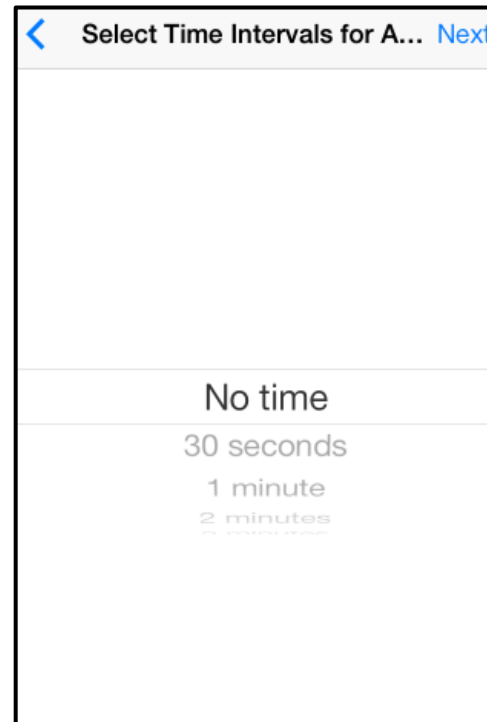 Select Time Intervals for A... Next
No time
30 seconds
1 minute
2 minutes